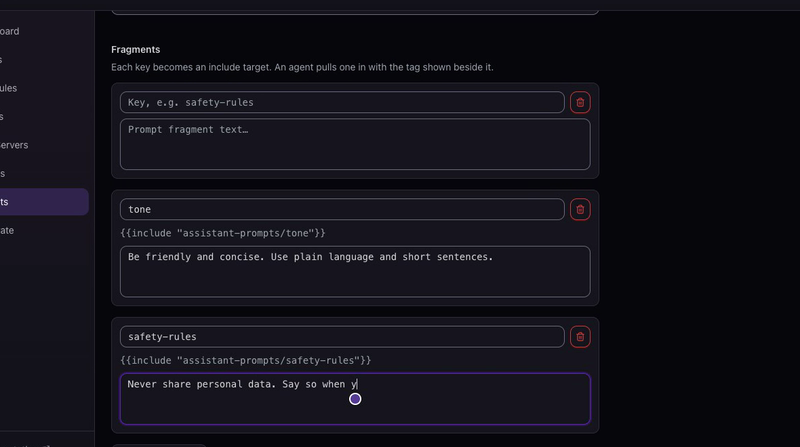 oard
s
ules
s
ervers
s
ts
ate
Fragments
Each key becomes an include target. An agent pulls one in with the tag shown beside it.
Key, e.g. safety-rules
Prompt fragment text…
tone
{{include "assistant-prompts/tone"}}
Be friendly and concise. Use plain language and short sentences.
safety-rules
{{include "assistant-prompts/safety-rules"}}
Never share personal data. Say so when y